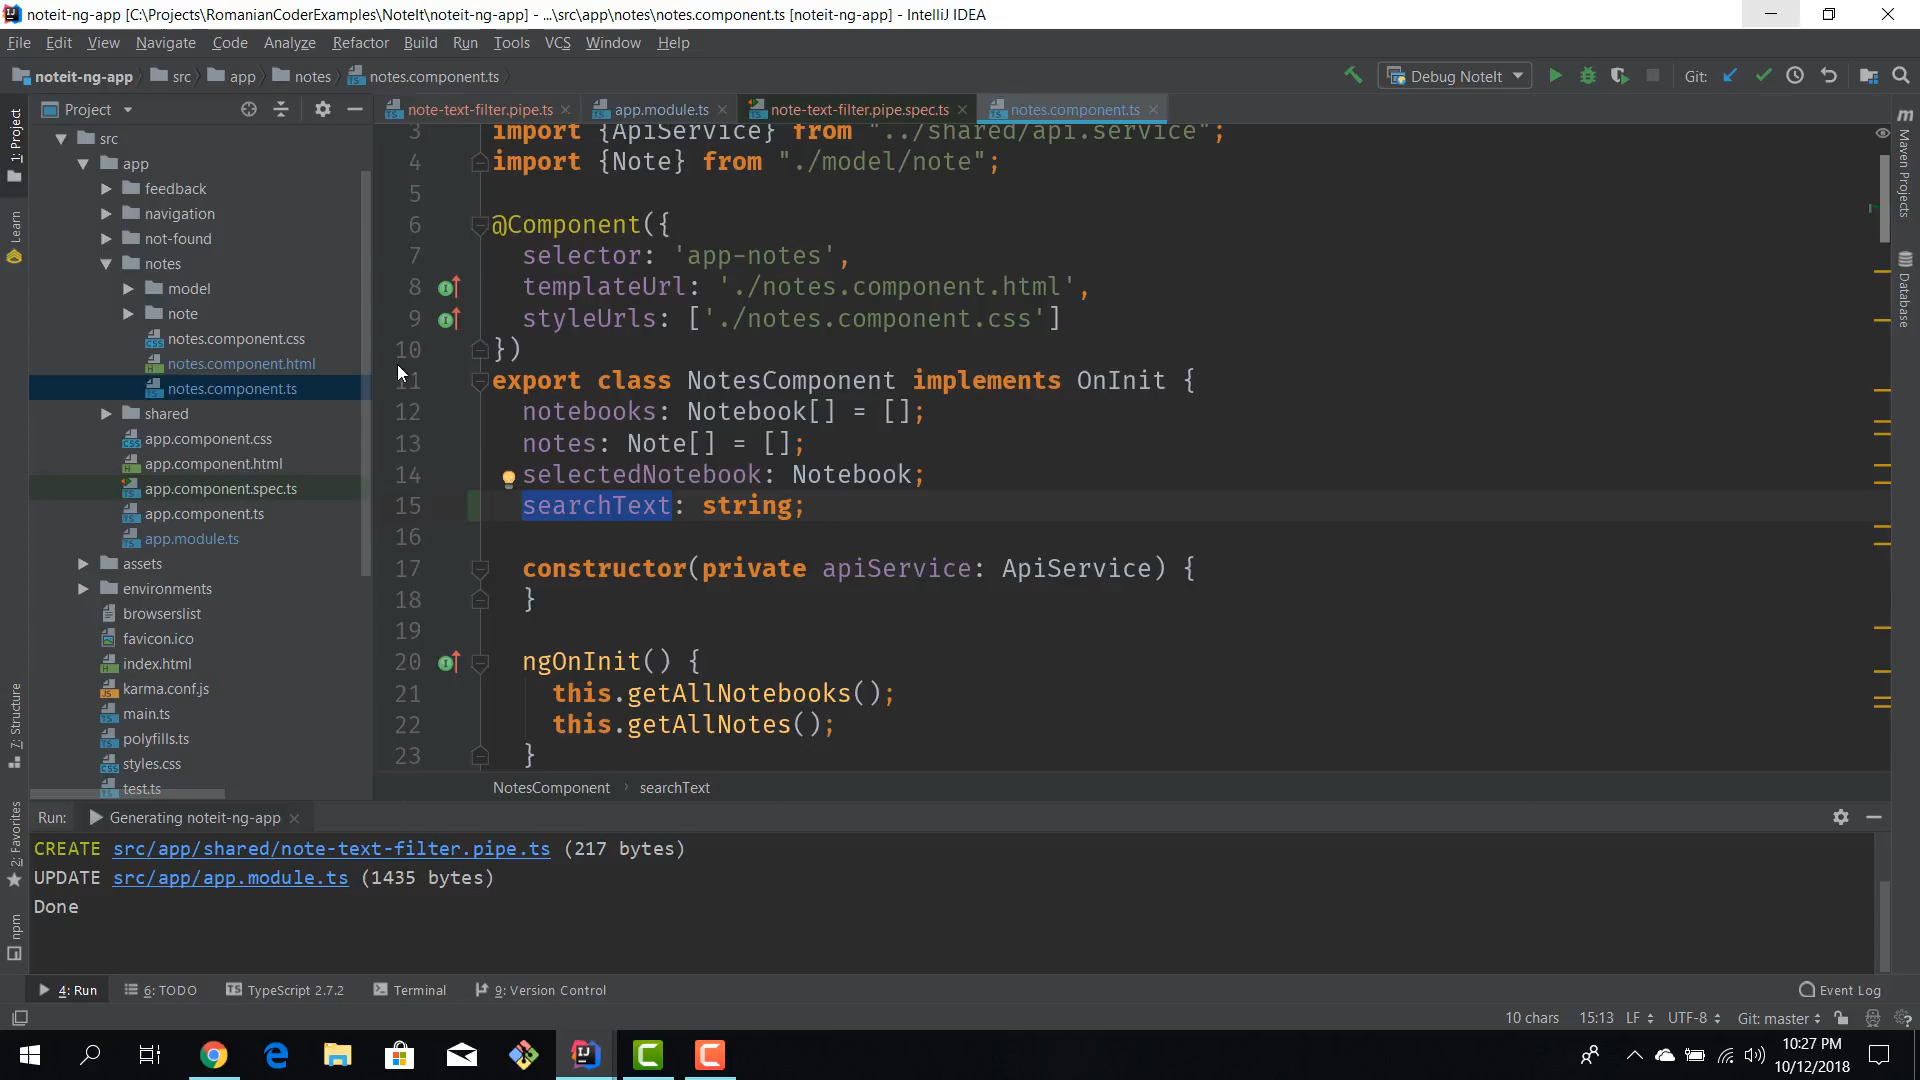 noteit-ng-app [C:\Projects\RomanianCoderExamples\NoteIt\noteit-ng-app] - ...\src\app\notes\notes.component.ts [noteit-ng-app] - IntelliJ IDEA
File Edit View Navigate Code Analyze Refactor Build Run Tools VCS Window Help
noteit-ng-app src app notes notes.component.ts
Debug NoteIt
Git:
Project
note-text-filter.pipe.ts
app.module.ts
note-text-filter.pipe.spec.ts
notes.component.ts
1: Project
Learn
7: Structure
2: Favorites
npm
src
app
feedback
navigation
not-found
notes
model
note
notes.component.css
notes.component.html
notes.component.ts
shared
app.component.css
app.component.html
app.component.spec.ts
app.component.ts
app.module.ts
assets
environments
browserslist
favicon.ico
index.html
karma.conf.js
main.ts
polyfills.ts
styles.css
test.ts
3 import {ApiService} from "../shared/api.service";
4 import {Note} from "./model/note";
5
6 @Component({
7 selector: 'app-notes',
8 templateUrl: './notes.component.html',
9 styleUrls: ['./notes.component.css']
10 })
11 export class NotesComponent implements OnInit {
12 notebooks: Notebook[] = [];
13 notes: Note[] = [];
14 selectedNotebook: Notebook;
15 searchText: string;
16
17 constructor(private apiService: ApiService) {
18 }
19
20 ngOnInit() {
21 this.getAllNotebooks();
22 this.getAllNotes();
23 }
NotesComponent › searchText
Maven Projects
Database
Run: Generating noteit-ng-app
CREATE src/app/shared/note-text-filter.pipe.ts (217 bytes)
UPDATE src/app/app.module.ts (1435 bytes)
Done
4: Run 6: TODO TypeScript 2.7.2 Terminal 9: Version Control Event Log
10 chars 15:13 LF UTF-8 Git: master
10:27 PM
10/12/2018